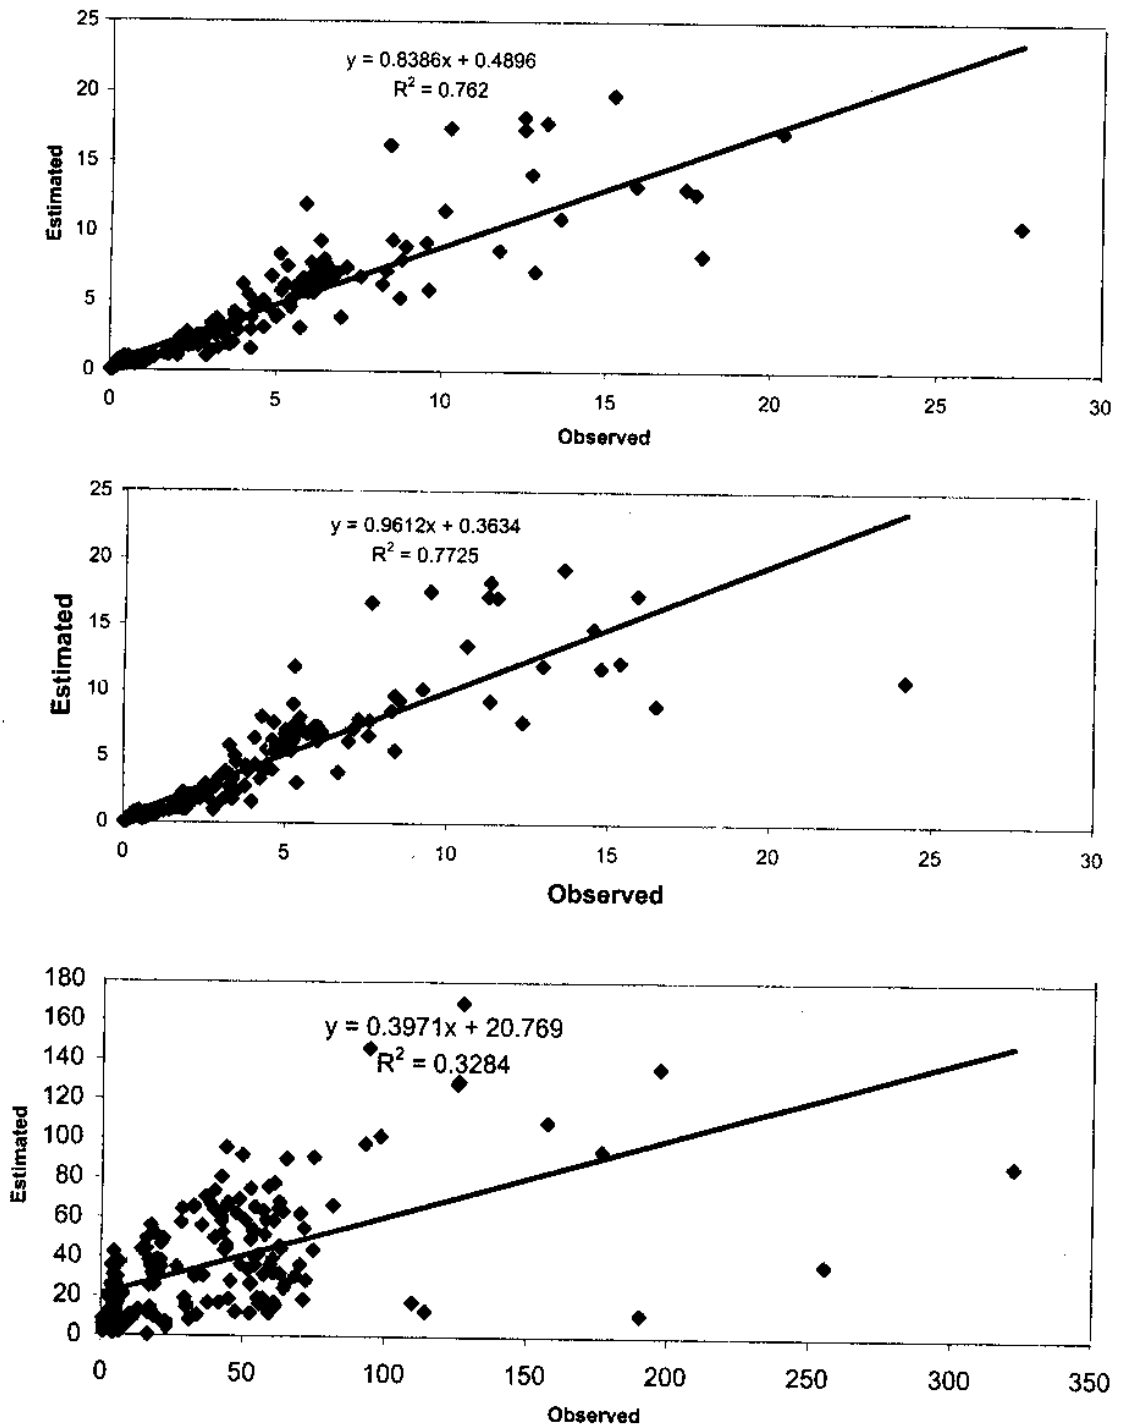 25
20
15
10
5
0
Estimated
y = 0.8386x + 0.4896
R² = 0.762
0 5 10 15 20 25 30
Observed
25
20
15
10
5
0
Estimated
y = 0.9612x + 0.3634
R² = 0.7725
0 5 10 15 20 25 30
Observed
180
160
140
120
100
80
60
40
20
0
Estimated
y = 0.3971x + 20.769
R² = 0.3284
0 50 100 150 200 250 300 350
Observed